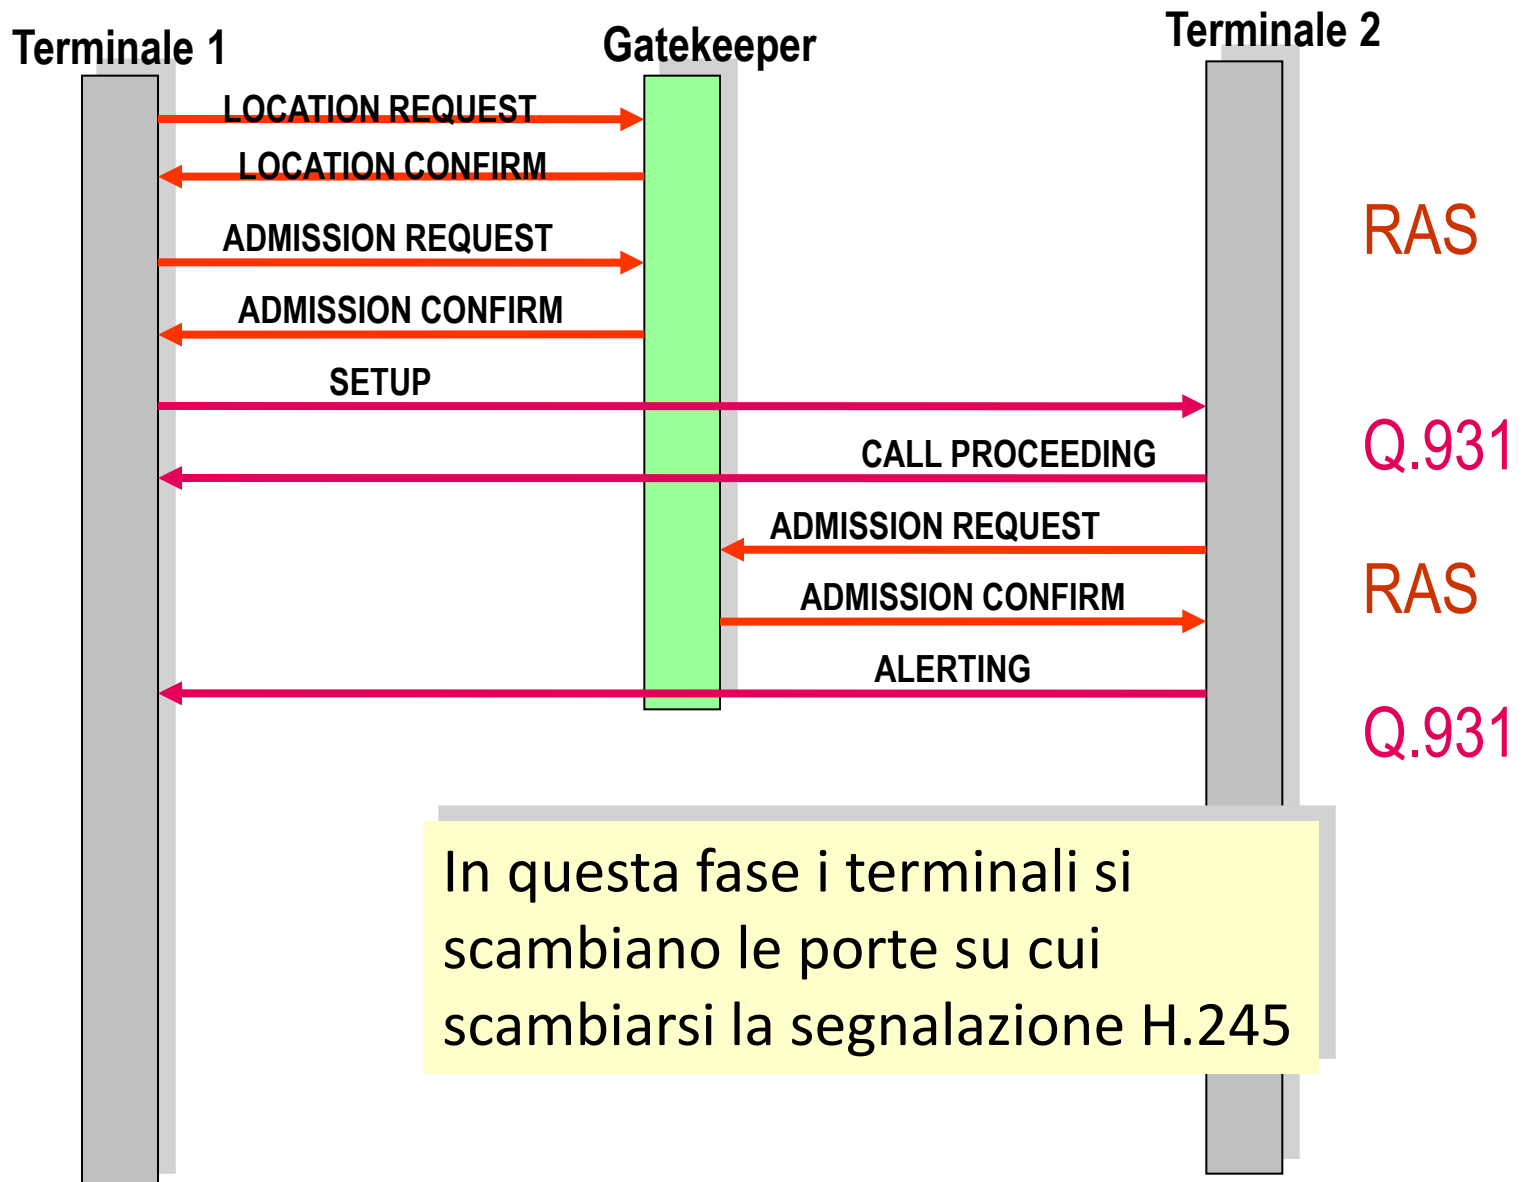 Terminale 1
Gatekeeper
Terminale 2
LOCATION REQUEST
LOCATION CONFIRM
ADMISSION REQUEST
RAS
ADMISSION CONFIRM
SETUP
CALL PROCEEDING
Q.931
ADMISSION REQUEST
ADMISSION CONFIRM
RAS
ALERTING
Q.931
In questa fase i terminali si
scambiano le porte su cui
scambiarsi la segnalazione H.245